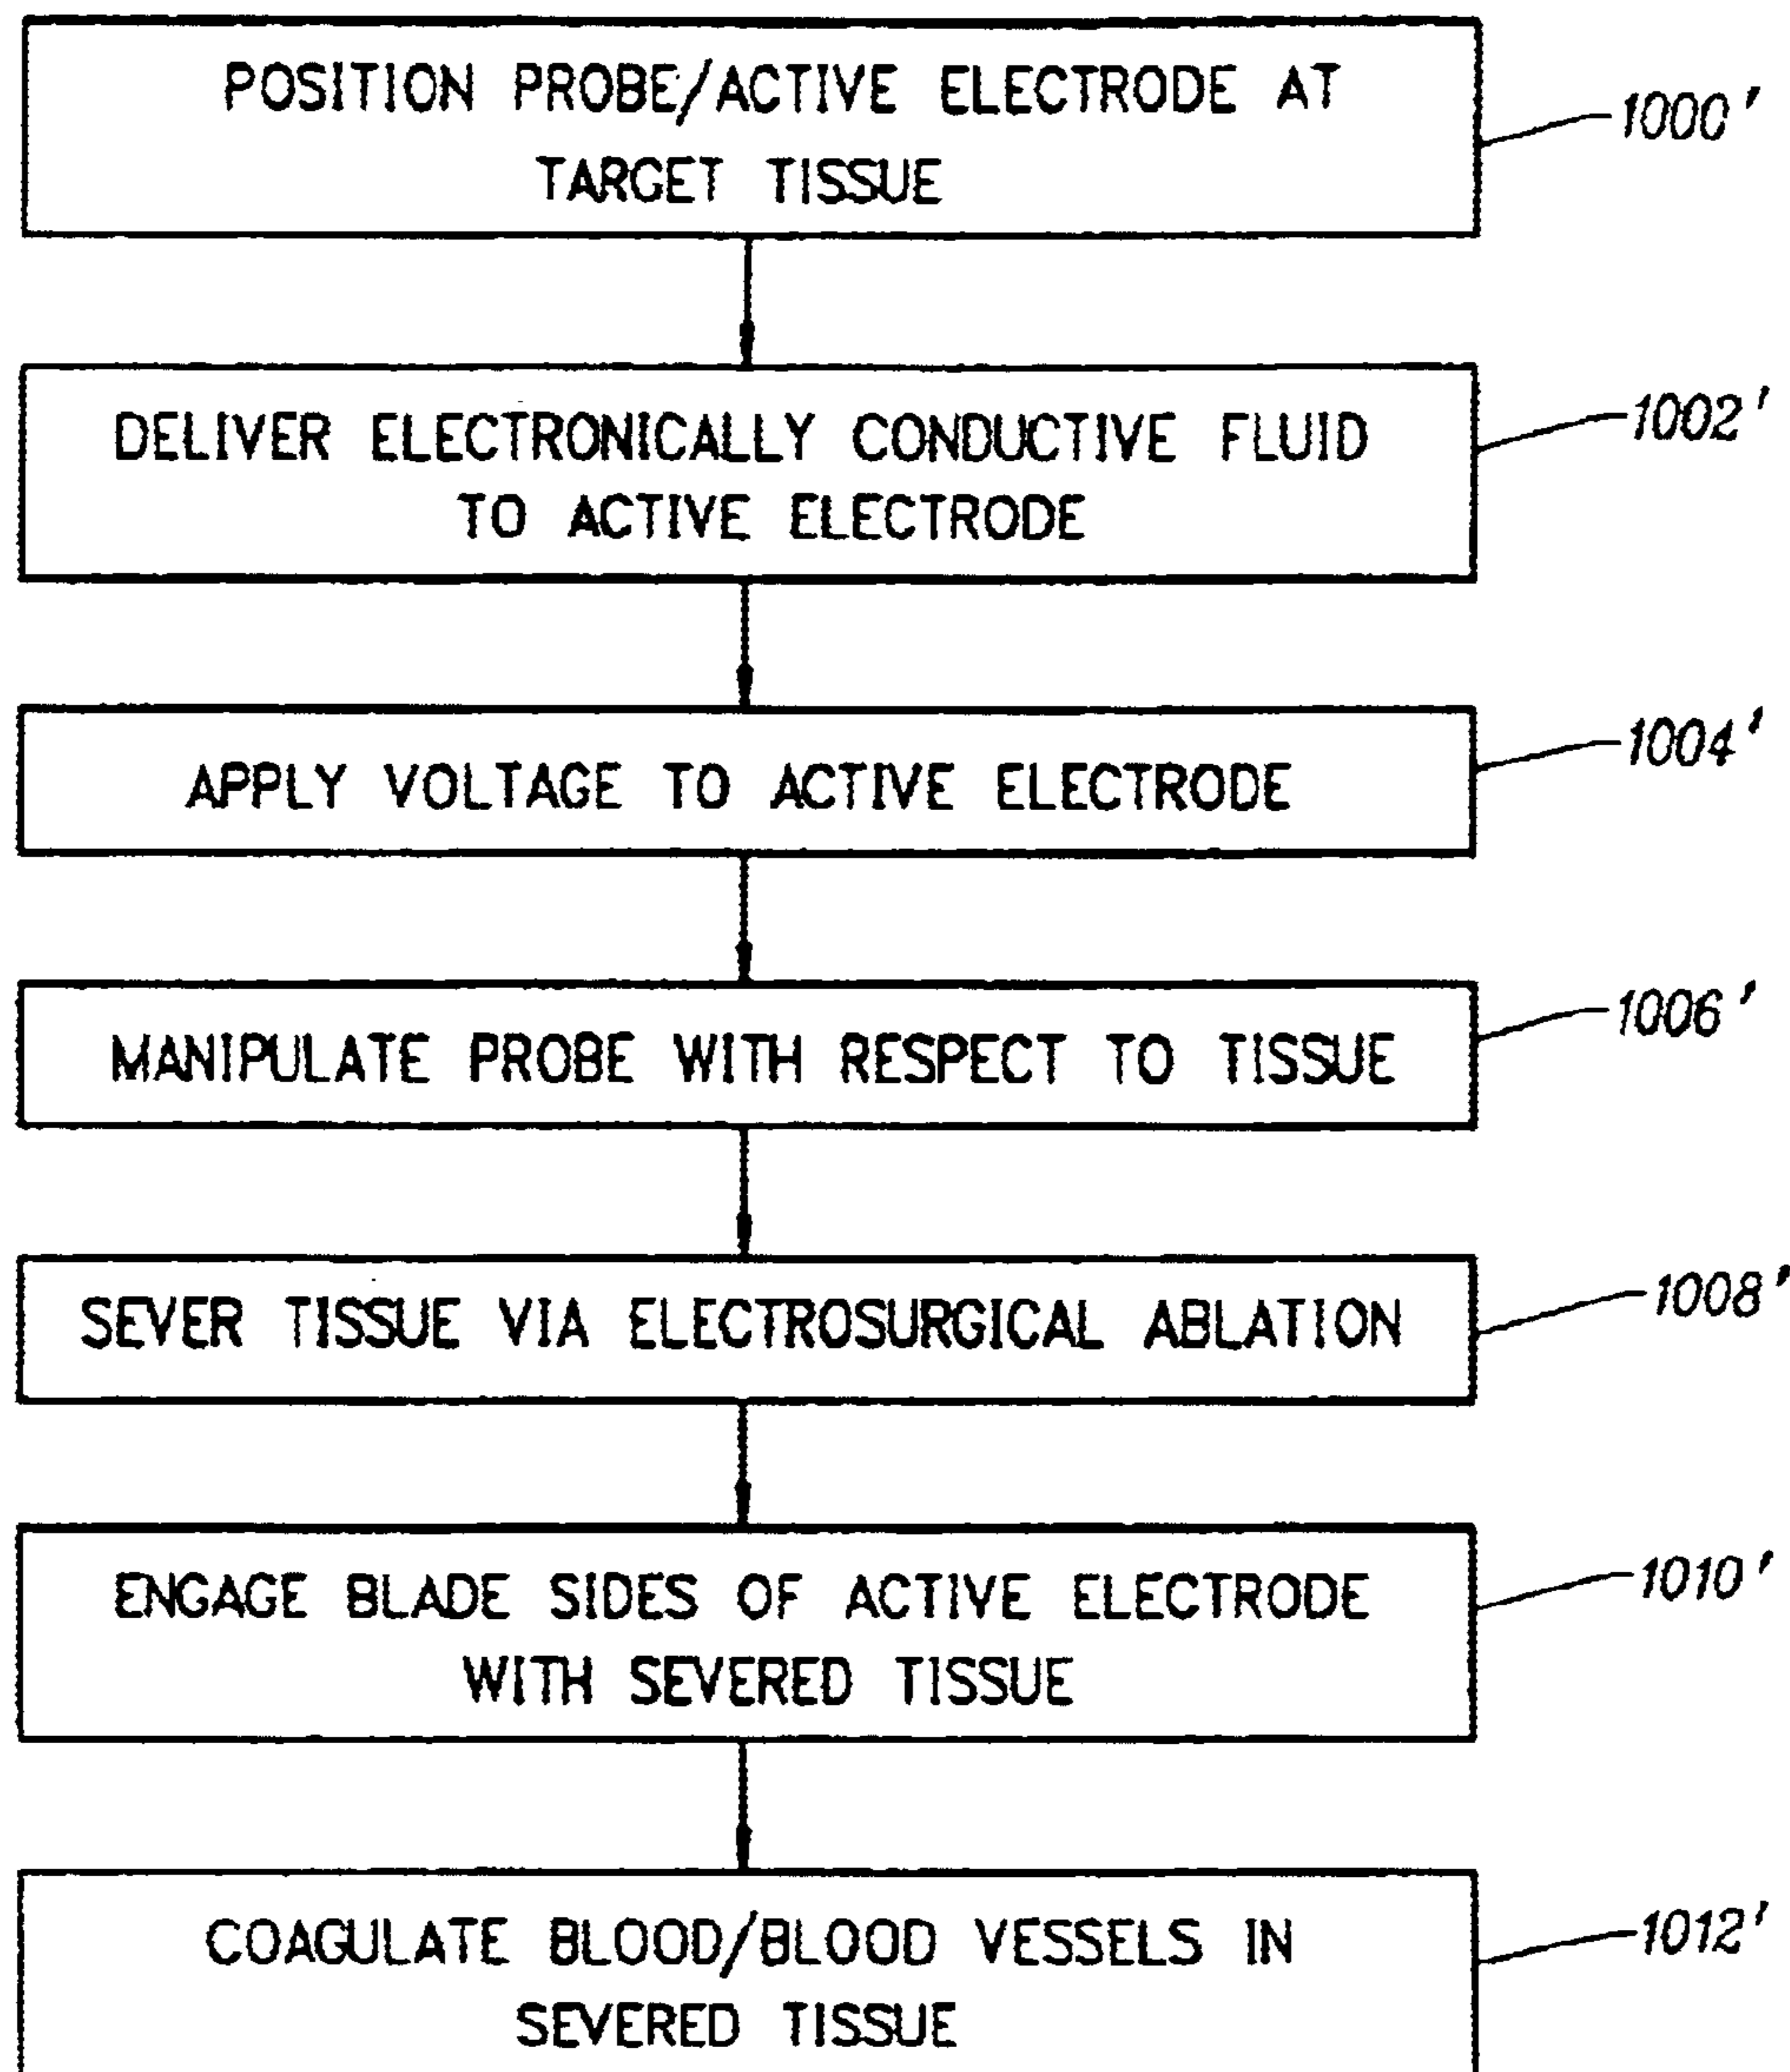 POSITION PROBE/ACTIVE ELECTRODE AT
TARGET TISSUE
1000'
DELIVER ELECTRONICALLY CONDUCTIVE FLUID
TO ACTIVE ELECTRODE
1002'
APPLY VOLTAGE TO ACTIVE ELECTRODE
1004'
MANIPULATE PROBE WITH RESPECT TO TISSUE
1006'
SEVER TISSUE VIA ELECTROSURGICAL ABLATION
1008'
ENGAGE BLADE SIDES OF ACTIVE ELECTRODE
WITH SEVERED TISSUE
1010'
COAGULATE BLOOD/BLOOD VESSELS IN
SEVERED TISSUE
1012'